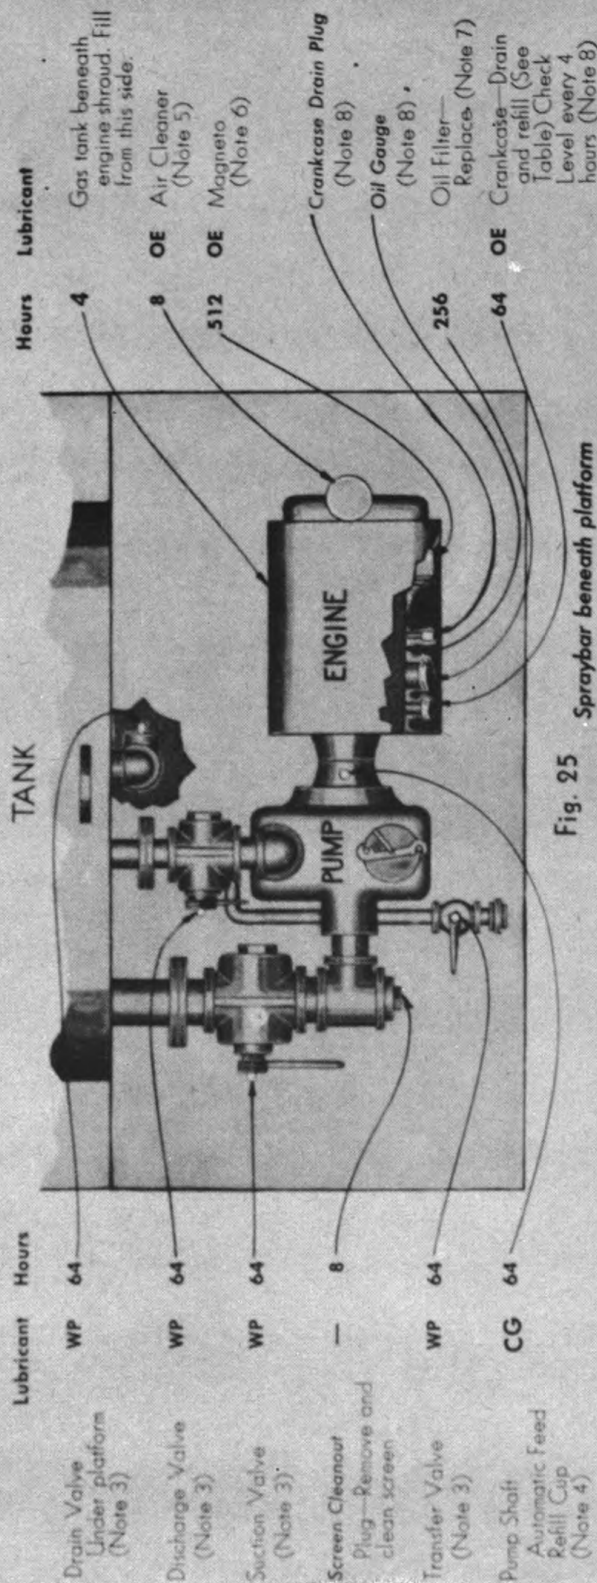 Lubricant Hours
Drain Valve
Under platform
(Note 3)
WP 64
Discharge Valve
(Note 3)
WP 64
Suction Valve
(Note 3)
WP 64
Screen Cleanout
Plug—Remove and
clean screen
— 8
Transfer Valve
(Note 3)
WP 64
Pump Shaft
Automatic Feed
Refill Cup
(Note 4)
CG 64
TANK
PUMP
ENGINE
Hours Lubricant
4
Gas tank beneath
engine shroud. Fill
from this side.
8 OE Air Cleaner
(Note 5)
512 OE Magneto
(Note 6)
Crankcase Drain Plug
(Note 8)
Oil Gauge
(Note 8)
256 Oil Filter—
Replace (Note 7)
64 OE Crankcase—Drain
and refill (See
Table) Check
Level every 4
hours (Note 8)
Fig. 25 Spraybar beneath platform